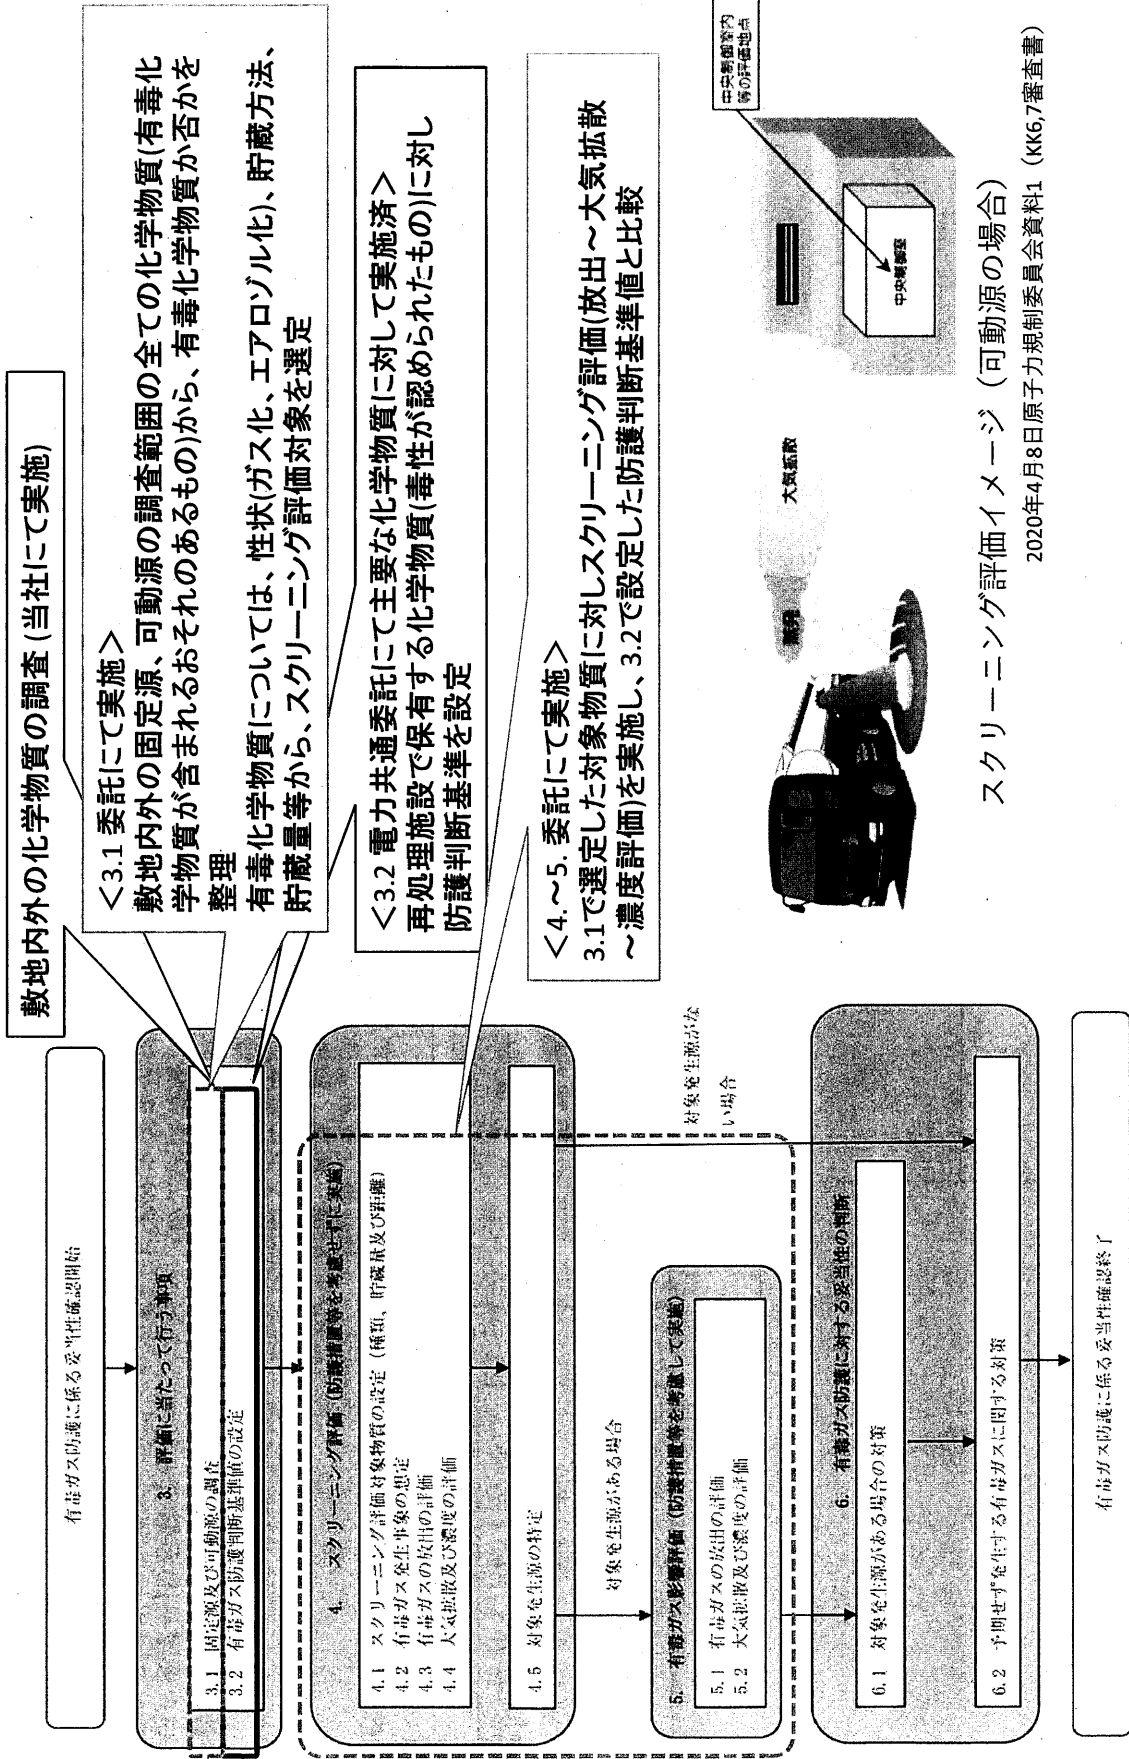 有毒ガス防護に係る妥当性確認開始
3. 評価に当たって行う事項
3.1 固定源及び可動源の調査
3.2 有毒ガス防護判断基準値の設定
4. スクリーニング評価（防護措置等を考慮せずに実施）
4.1 スクリーニング評価対象物質の設定（種類、貯蔵量及び距離）
4.2 有毒ガス発生事象の想定
4.3 有毒ガスの放出の評価
4.4 大気拡散及び濃度の評価
4.5 対象発生源の特定
対象発生源がある場合
対象発生源がな
い場合
5. 有毒ガス影響評価（防護措置等を考慮して実施）
5.1 有毒ガスの放出の評価
5.2 大気拡散及び濃度の評価
6. 有毒ガス防護に対する妥当性の判断
6.1 対象発生源がある場合の対策
6.2 予期せず発生する有毒ガスに関する対策
有毒ガス防護に係る妥当性確認終了
敷地内外の化学物質の調査（当社にて実施）
＜3.1 委託にて実施＞
敷地内外の固定源、可動源の調査範囲の全ての化学物質(有毒化
学物質が含まれるおそれのあるもの)から、有毒化学物質か否かを
整理
有毒化学物質については、性状(ガス化、エアロゾル化)、貯蔵方法、
貯蔵量等から、スクリーニング評価対象を選定
＜3.2 電力共通委託にて主要な化学物質に対して実施済＞
再処理施設で保有する化学物質(毒性が認められたもの)に対し
防護判断基準を設定
＜4.～5. 委託にて実施＞
3.1で選定した対象物質に対しスクリーニング評価(放出～大気拡散
～濃度評価)を実施し、3.2で設定した防護判断基準値と比較
蒸発
大気拡散
中央制御室
中央制御室内
等の評価地点
スクリーニング評価イメージ（可動源の場合）
2020年4月8日原子力規制委員会資料1（KK6,7審査書）